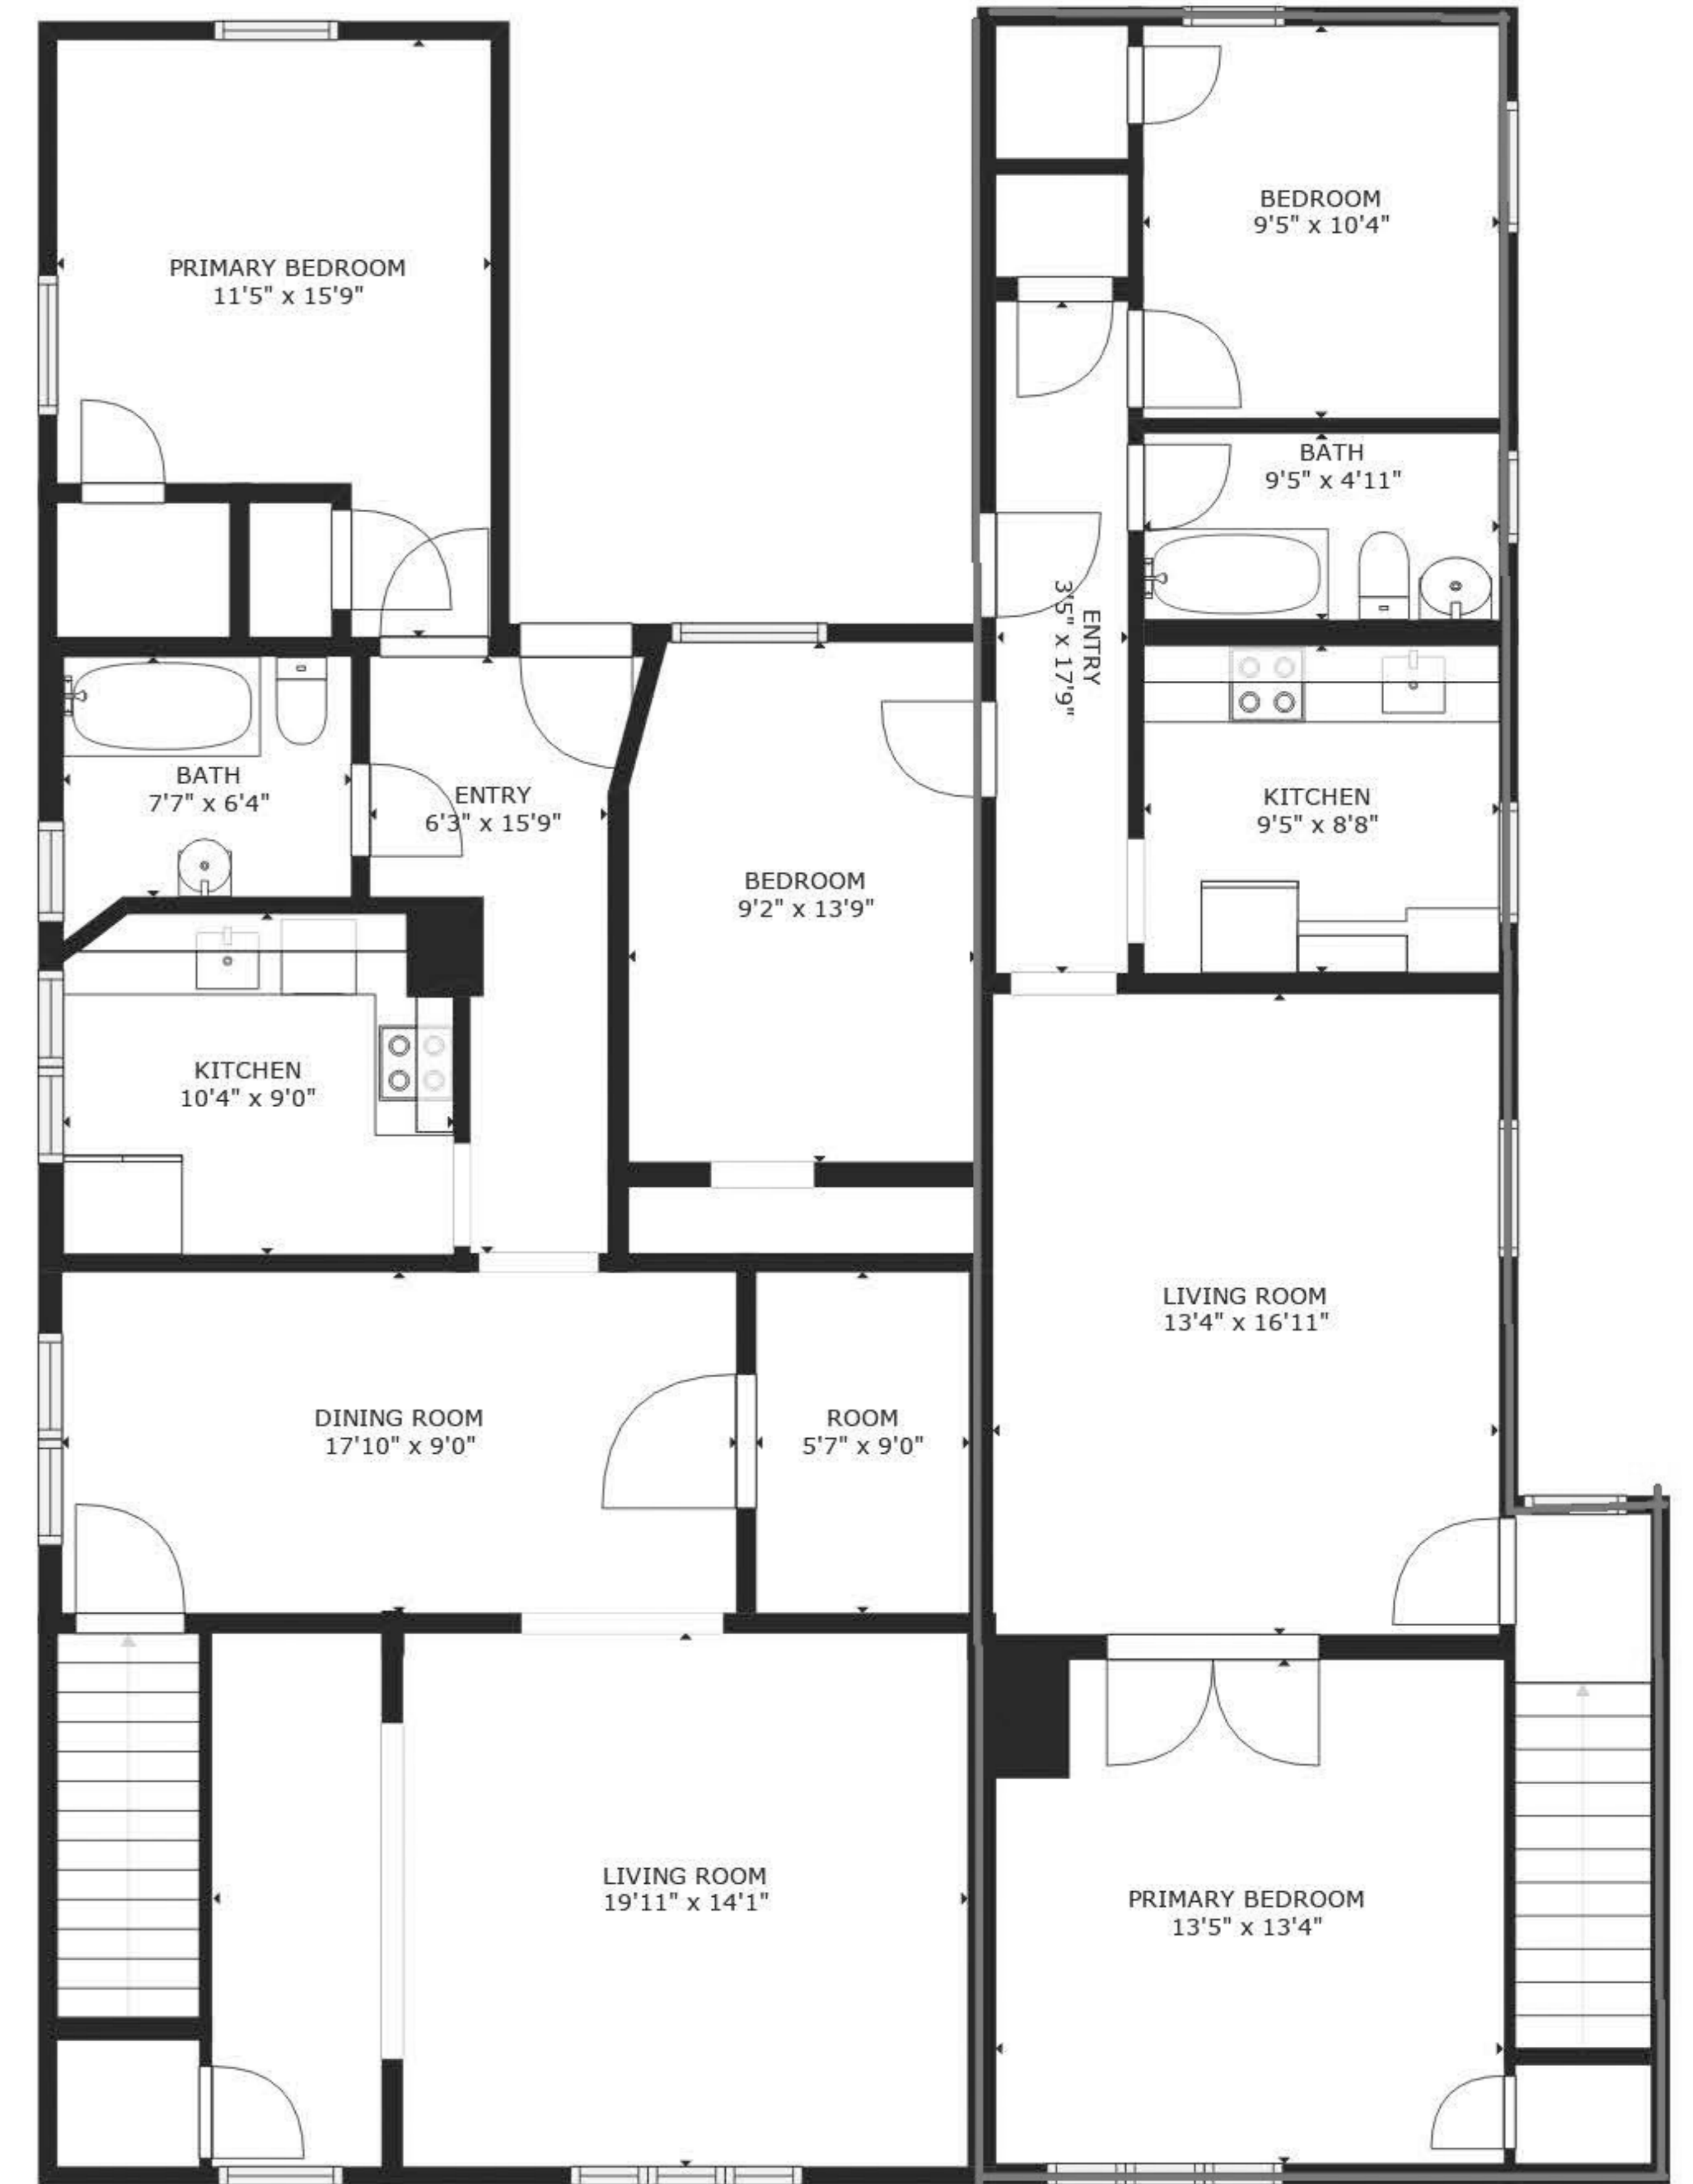 PRIMARY BEDROOM
11'5" x 15'9"
BEDROOM
9'5" x 10'4"
BATH
9'5" x 4'11"
ENTRY
3'5" x 17'9"
BATH
7'7" x 6'4"
ENTRY
6'3" x 15'9"
KITCHEN
9'5" x 8'8"
BEDROOM
9'2" x 13'9"
KITCHEN
10'4" x 9'0"
LIVING ROOM
13'4" x 16'11"
DINING ROOM
17'10" x 9'0"
ROOM
5'7" x 9'0"
LIVING ROOM
19'11" x 14'1"
PRIMARY BEDROOM
13'5" x 13'4"